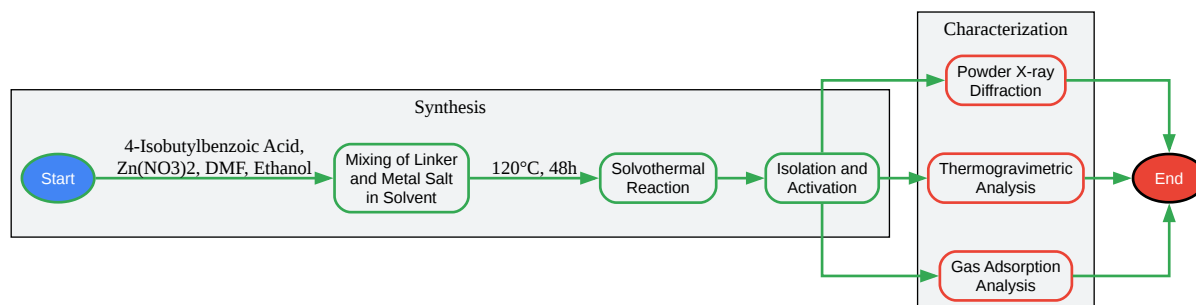 Characterization
Powder X-ray
Diffraction
Synthesis
4-Isobutylbenzoic Acid,
Zn(NO3)2, DMF, Ethanol
Start
Mixing of Linker
and Metal Salt
in Solvent
120°C, 48h
Solvothermal
Reaction
Isolation and
Activation
Thermogravimetric
Analysis
End
Gas Adsorption
Analysis